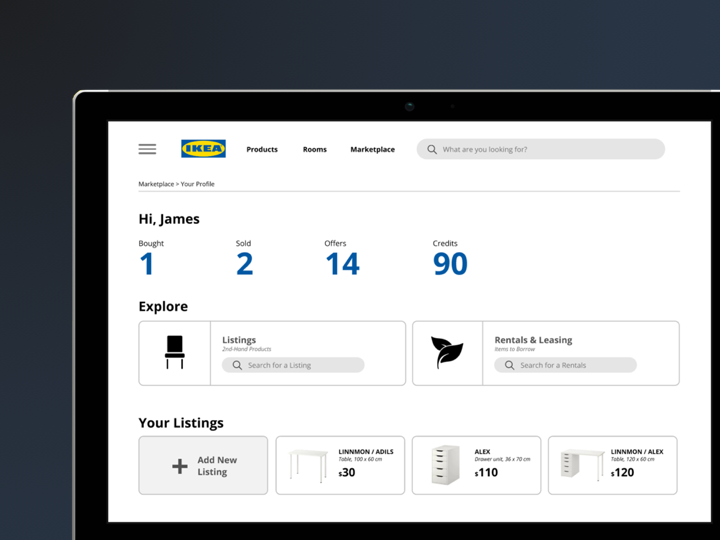 IKEA
Products
Rooms
Marketplace
What are you looking for?
Marketplace > Your Profile
Hi, James
Bought
Sold
Offers
Credits
1
2
14
90
Explore
Listings
2nd-Hand Products
Search for a Listing
Rentals & Leasing
Items to Borrow
Search for a Rentals
Your Listings
Add New
Listing
LINNMON / ADILS
Table, 100 x 60 cm
$30
ALEX
Drawer unit, 36 x 70 cm
$110
LINNMON / ALEX
Table, 120 x 60 cm
$120